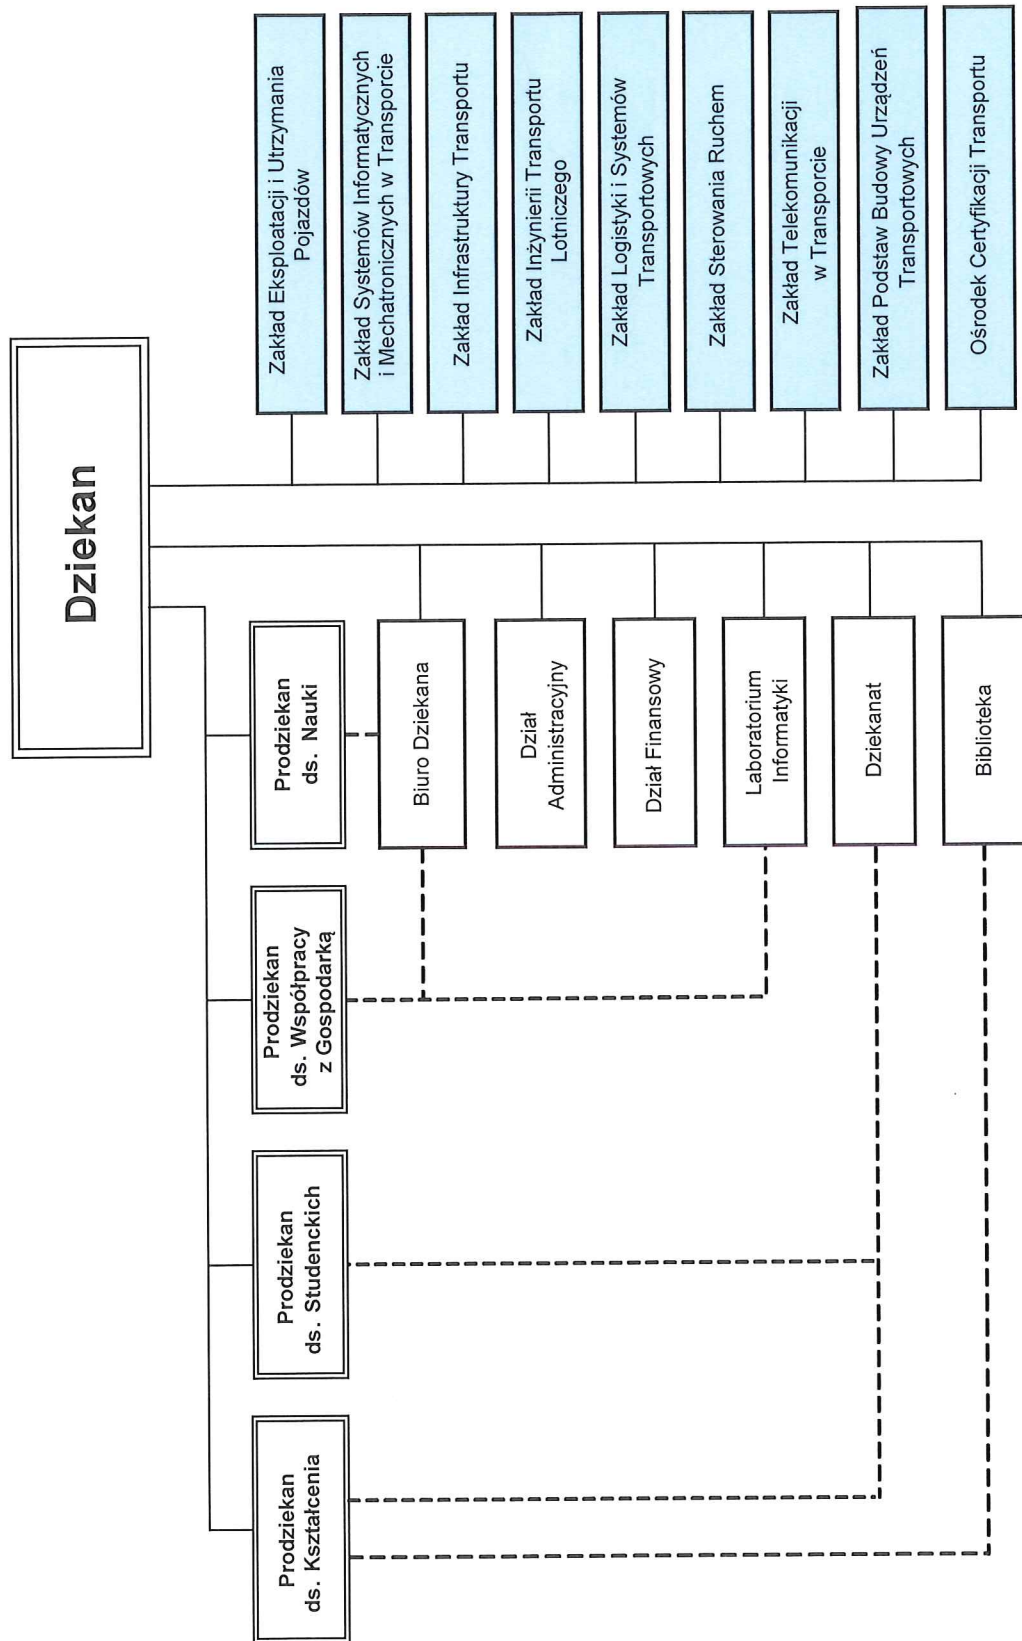 Dziekan
Prodziekan
ds. Kształcenia
Prodziekan
ds. Studenckich
Prodziekan
ds. Współpracy
z Gospodarką
Prodziekan
ds. Nauki
Biuro Dziekana
Dział
Administracyjny
Dział Finansowy
Laboratorium
Informatyki
Dziekanat
Biblioteka
Zakład Eksploatacji i Utrzymania
Pojazdów
Zakład Systemów Informatycznych
i Mechatronicznych w Transporcie
Zakład Infrastruktury Transportu
Zakład Inżynierii Transportu
Lotniczego
Zakład Logistyki i Systemów
Transportowych
Zakład Sterowania Ruchem
Zakład Telekomunikacji
w Transporcie
Zakład Podstaw Budowy Urządzeń
Transportowych
Ośrodek Certyfikacji Transportu